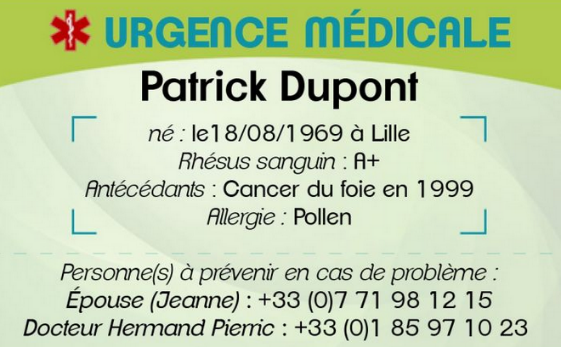 URGENCE MÉDICALE
Patrick Dupont
né : le18/08/1969 à Lille
Rhésus sanguin : A+
Antécédants : Cancer du foie en 1999
Allergie : Pollen
Personne(s) à prévenir en cas de problème :
Épouse (Jeanne) : +33 (0)7 71 98 12 15
Docteur Hermand Pierric : +33 (0)1 85 97 10 23